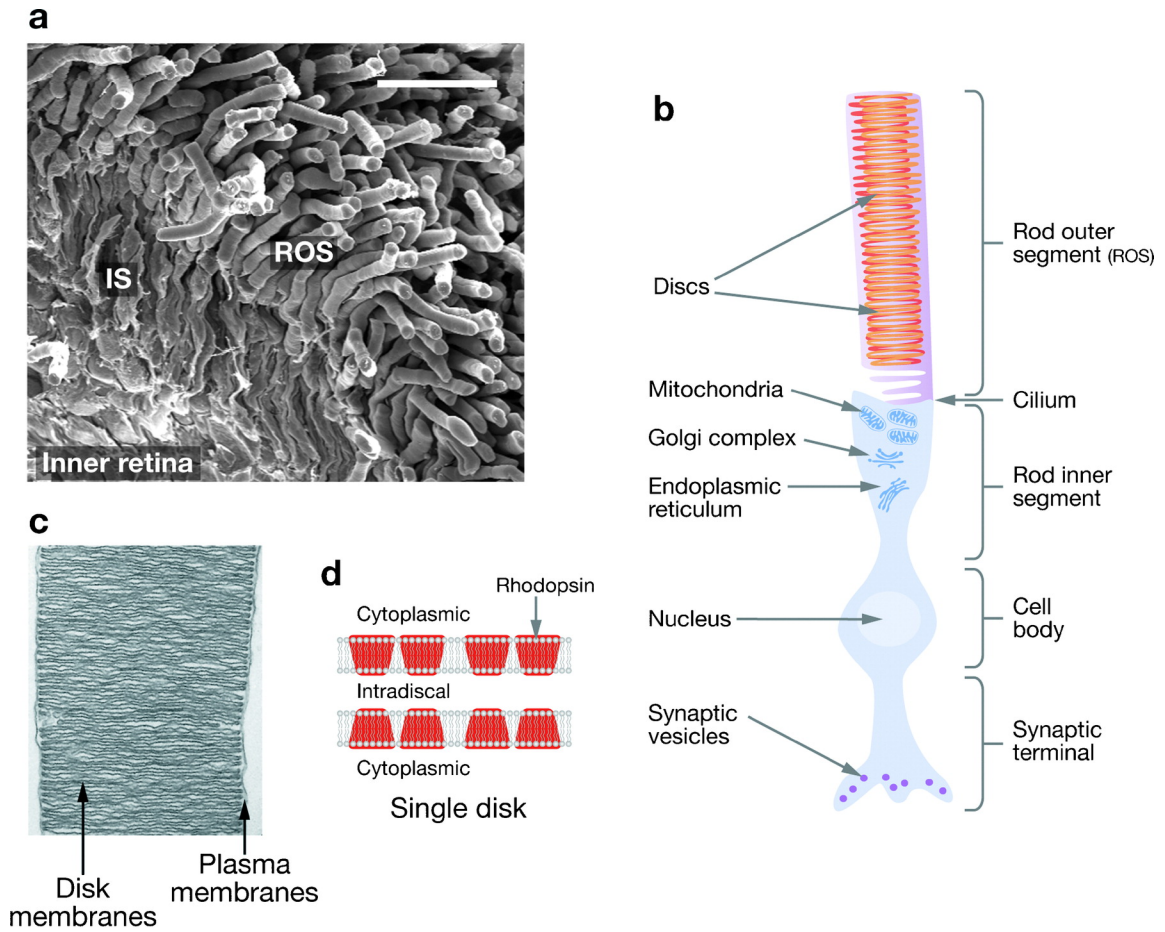 a
ROS
IS
Inner retina
b
Discs
Mitochondria
Golgi complex
Endoplasmic
reticulum
Nucleus
Synaptic
vesicles
Rod outer
segment (ROS)
Cilium
Rod inner
segment
Cell
body
Synaptic
terminal
c
Disk
membranes
Plasma
membranes
d
Rhodopsin
Cytoplasmic
Intradiscal
Cytoplasmic
Single disk